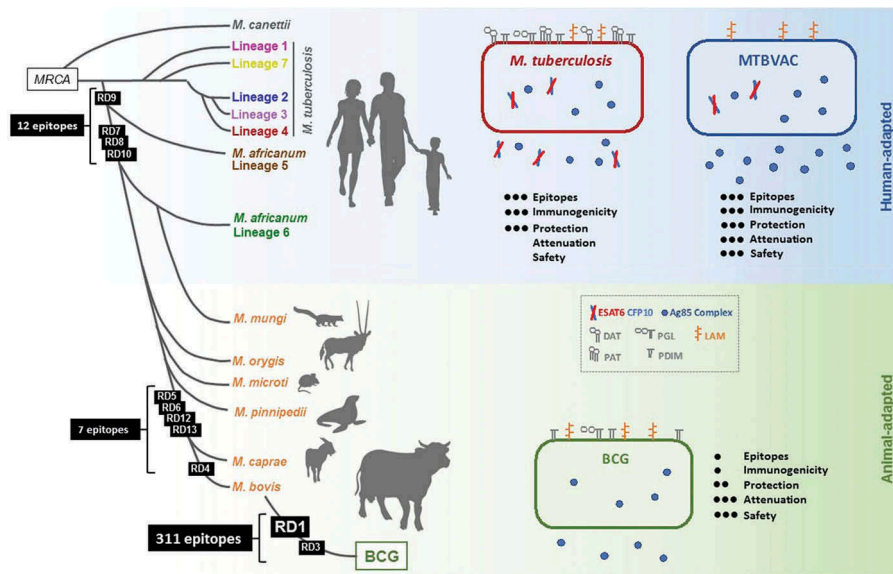 M. canettii
Lineage 1
Lineage 7
MRCA
Lineage 2
Lineage 3
Lineage 4
M. tuberculosis
RD9
12 epitopes
RD7
RD8
RD10
M. africanum
Lineage 5
M. africanum
Lineage 6
M. tuberculosis
●●● Epitopes
●●● Immunogenicity
●●● Protection
Attenuation
Safety
MTBVAC
●●● Epitopes
●●● Immunogenicity
●●● Protection
●●● Attenuation
●●● Safety
Human-adapted
M. mungi
M. orygis
M. microti
M. pinnipedii
RD5
RD6
RD12
RD13
7 epitopes
M. caprae
RD4
M. bovis
RD1
311 epitopes
RD3
BCG
ESAT6 CFP10 Ag85 Complex
DAT PGL LAM
PAT PDIM
BCG
● Epitopes
● Immunogenicity
●● Protection
●●● Attenuation
●●● Safety
Animal-adapted